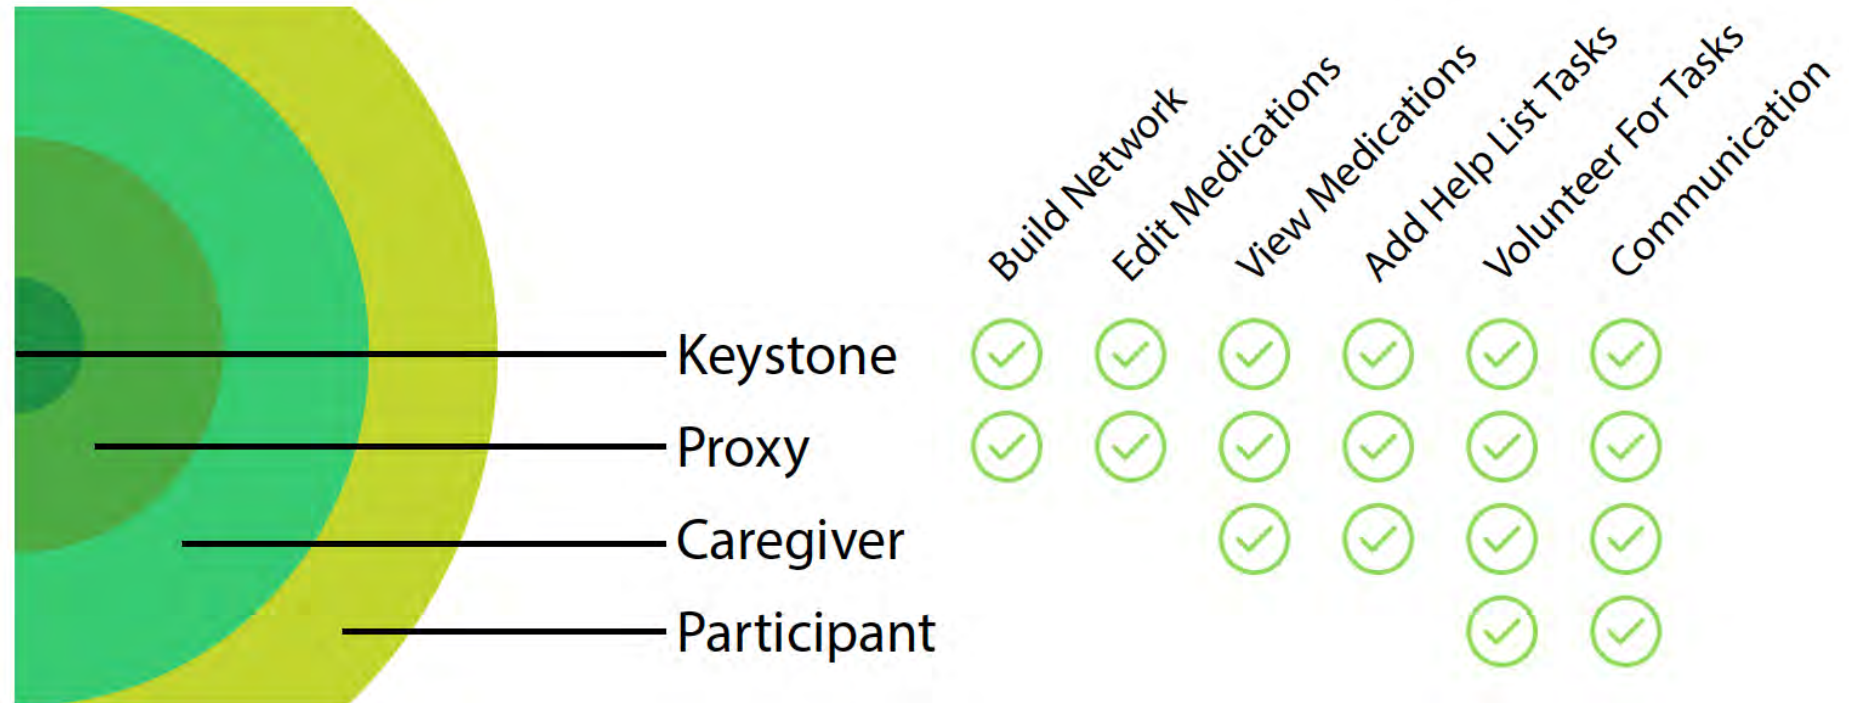 Build Network
Edit Medications
View Medications
Add Help List Tasks
Volunteer For Tasks
Communication
Keystone
Proxy
Caregiver
Participant